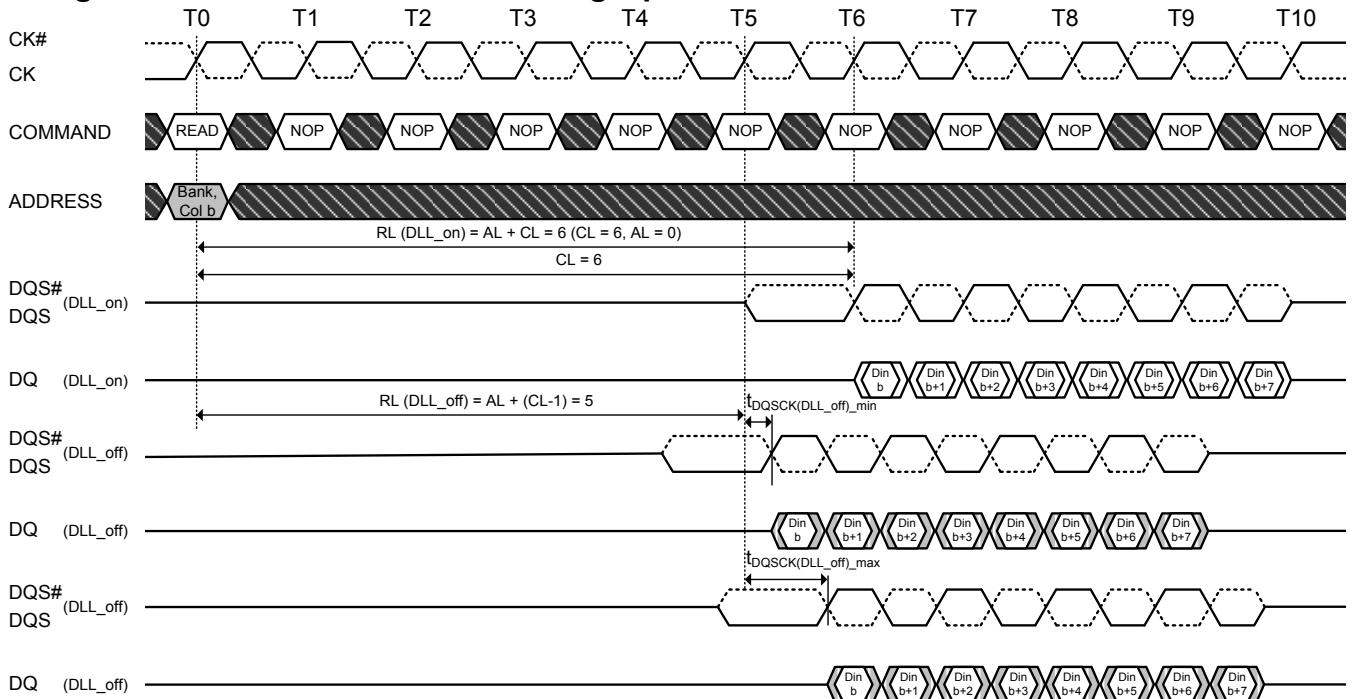 T0 T1 T2 T3 T4 T5 T6 T7 T8 T9 T10
CK#
CK
COMMAND READ NOP NOP NOP NOP NOP NOP NOP NOP NOP NOP
ADDRESS Bank, Col b
RL (DLL_on) = AL + CL = 6 (CL = 6, AL = 0)
CL = 6
DQS# (DLL_on)
DQS
DQ (DLL_on) Din b Din b+1 Din b+2 Din b+3 Din b+4 Din b+5 Din b+6 Din b+7
RL (DLL_off) = AL + (CL-1) = 5 tDQSCK(DLL_off)_min
DQS# (DLL_off)
DQS
DQ (DLL_off) Din b Din b+4 Din b+1 Din b+2 Din b+3 Din b+4 Din b+5 Din b+6 Din b+7
tDQSCK(DLL_off)_max
DQS# (DLL_off)
DQS
DQ (DLL_off) Din b Din b+1 Din b+2 Din b+3 Din b+4 Din b+5 Din b+6 Din b+7